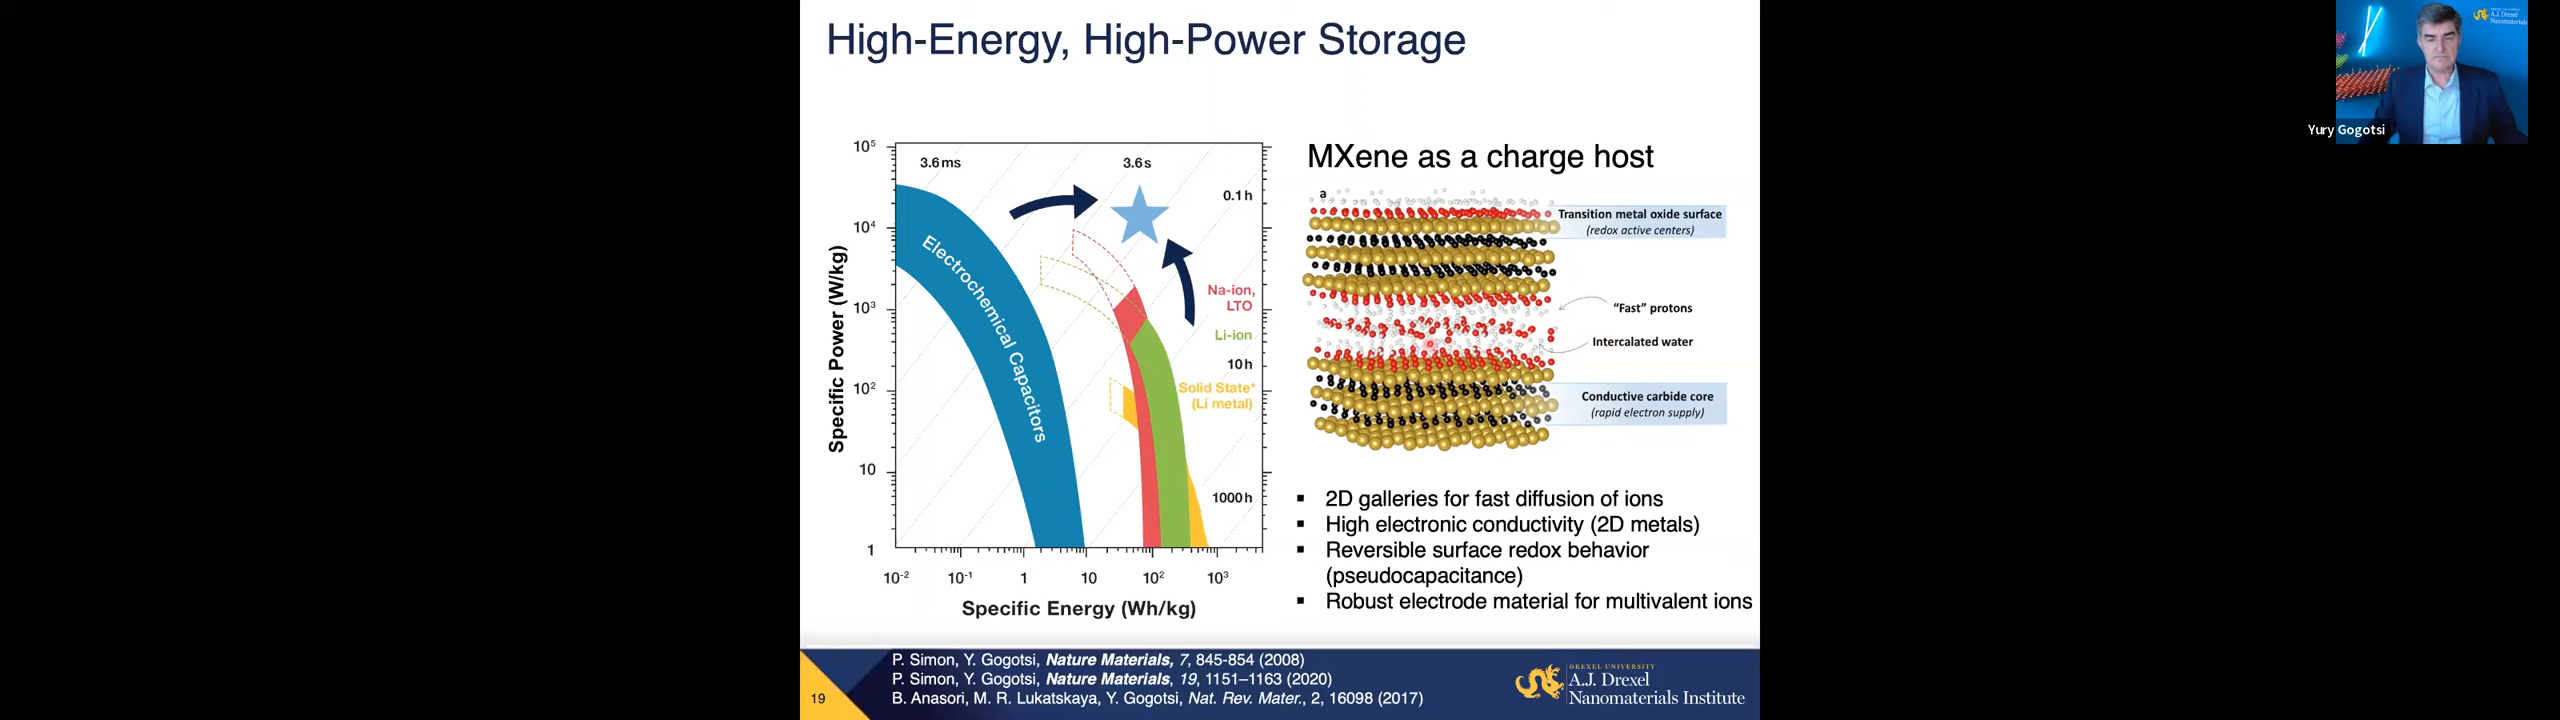 High-Energy, High-Power Storage
10⁵
10⁴
10³
10²
10
1
Specific Power (W/kg)
3.6 ms
3.6 s
0.1 h
10 h
1000 h
Electrochemical Capacitors
Na-ion,
LTO
Li-ion
Solid State*
(Li metal)
10⁻²
10⁻¹
1
10
10²
10³
Specific Energy (Wh/kg)
MXene as a charge host
a
Transition metal oxide surface
(redox active centers)
“Fast” protons
Intercalated water
Conductive carbide core
(rapid electron supply)
▪ 2D galleries for fast diffusion of ions
▪ High electronic conductivity (2D metals)
▪ Reversible surface redox behavior
(pseudocapacitance)
▪ Robust electrode material for multivalent ions
19
P. Simon, Y. Gogotsi, Nature Materials, 7, 845-854 (2008)
P. Simon, Y. Gogotsi, Nature Materials, 19, 1151–1163 (2020)
B. Anasori, M. R. Lukatskaya, Y. Gogotsi, Nat. Rev. Mater., 2, 16098 (2017)
DREXEL UNIVERSITY
A.J. Drexel
Nanomaterials Institute
A.J. Drexel
Nanomaterials
Yury Gogotsi